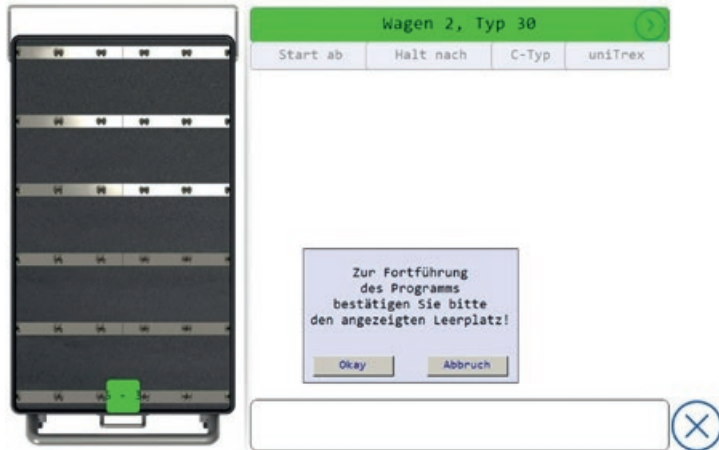 Wagen 2, Typ 30
Start ab Halt nach C-Typ uniTrex
Zur Fortführung
des Programms
bestätigen Sie bitte
den angezeigten Leerplatz!
Okay Abbruch